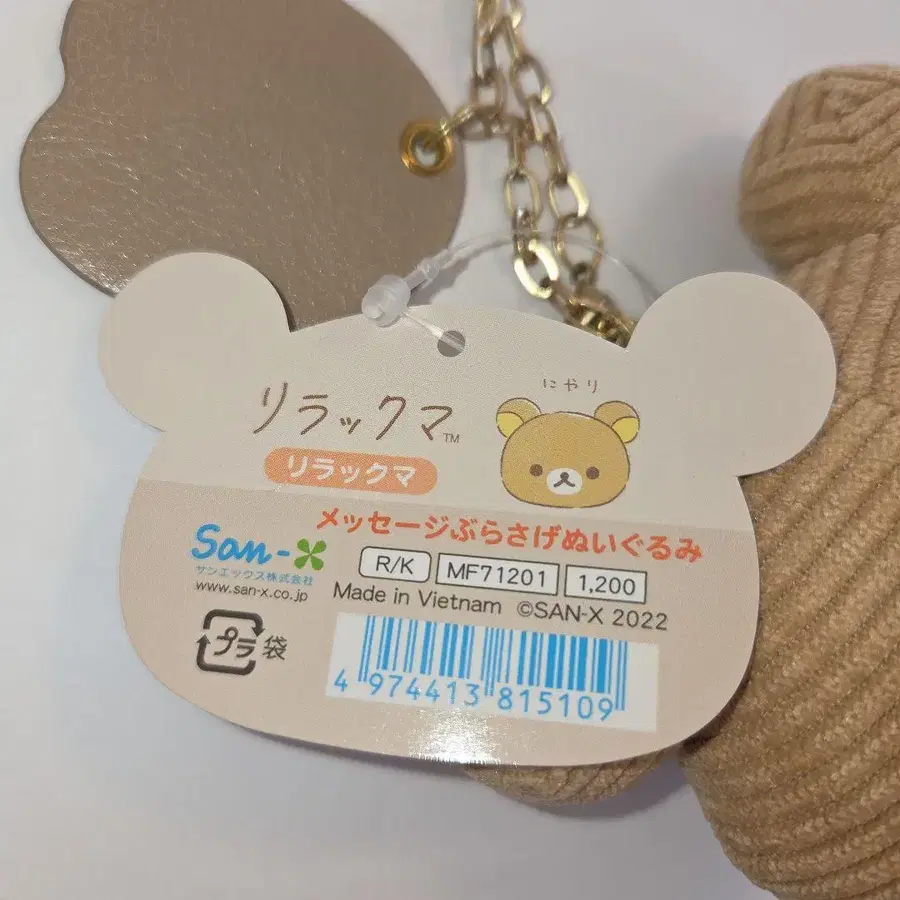 リラックマ™
にやり
リラックマ
メッセージぶらさげぬいぐるみ
San-X
サンエックス株式会社
www.san-x.co.jp
R/K MF71201 1,200
Made in Vietnam ©SAN-X 2022
プラ 袋
4 974413 815109